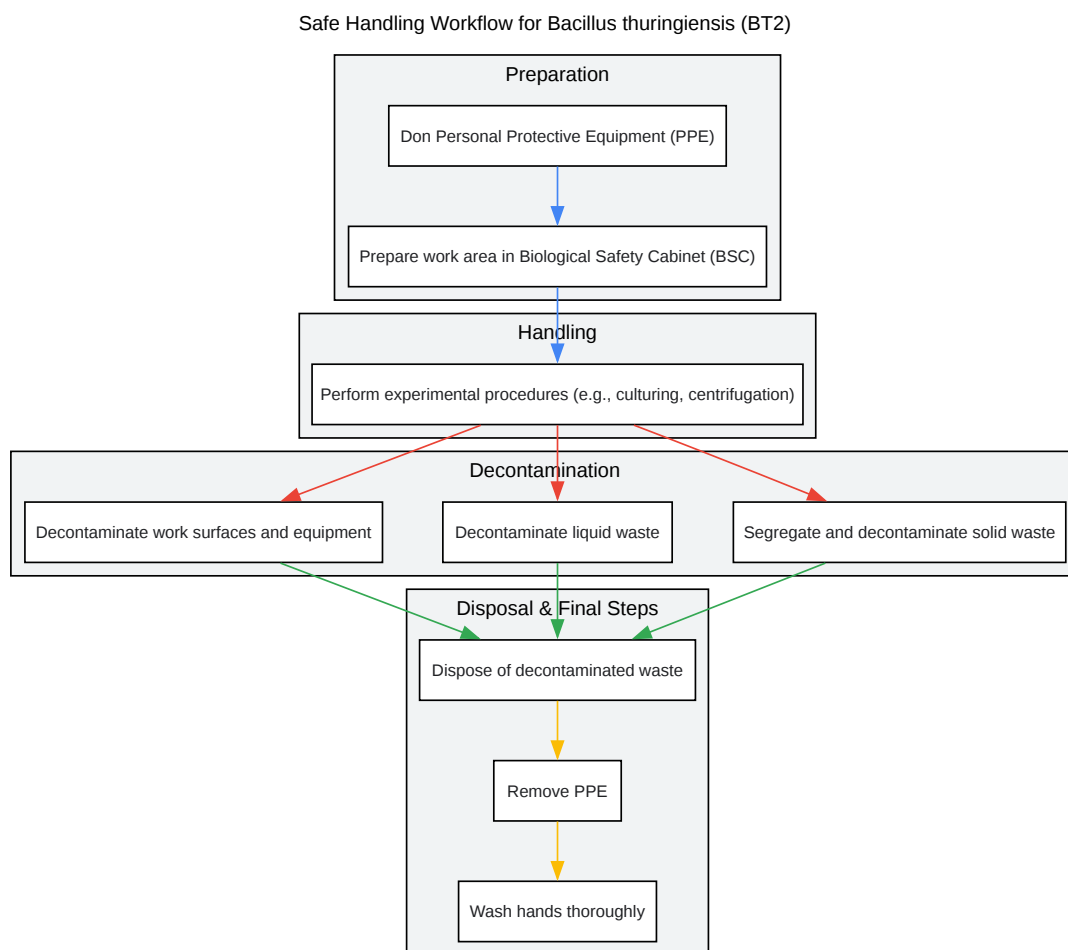 Safe Handling Workflow for Bacillus thuringiensis (BT2)
Preparation
Don Personal Protective Equipment (PPE)
Prepare work area in Biological Safety Cabinet (BSC)
Handling
Perform experimental procedures (e.g., culturing, centrifugation)
Decontamination
Decontaminate work surfaces and equipment
Decontaminate liquid waste
Segregate and decontaminate solid waste
Disposal & Final Steps
Dispose of decontaminated waste
Remove PPE
Wash hands thoroughly